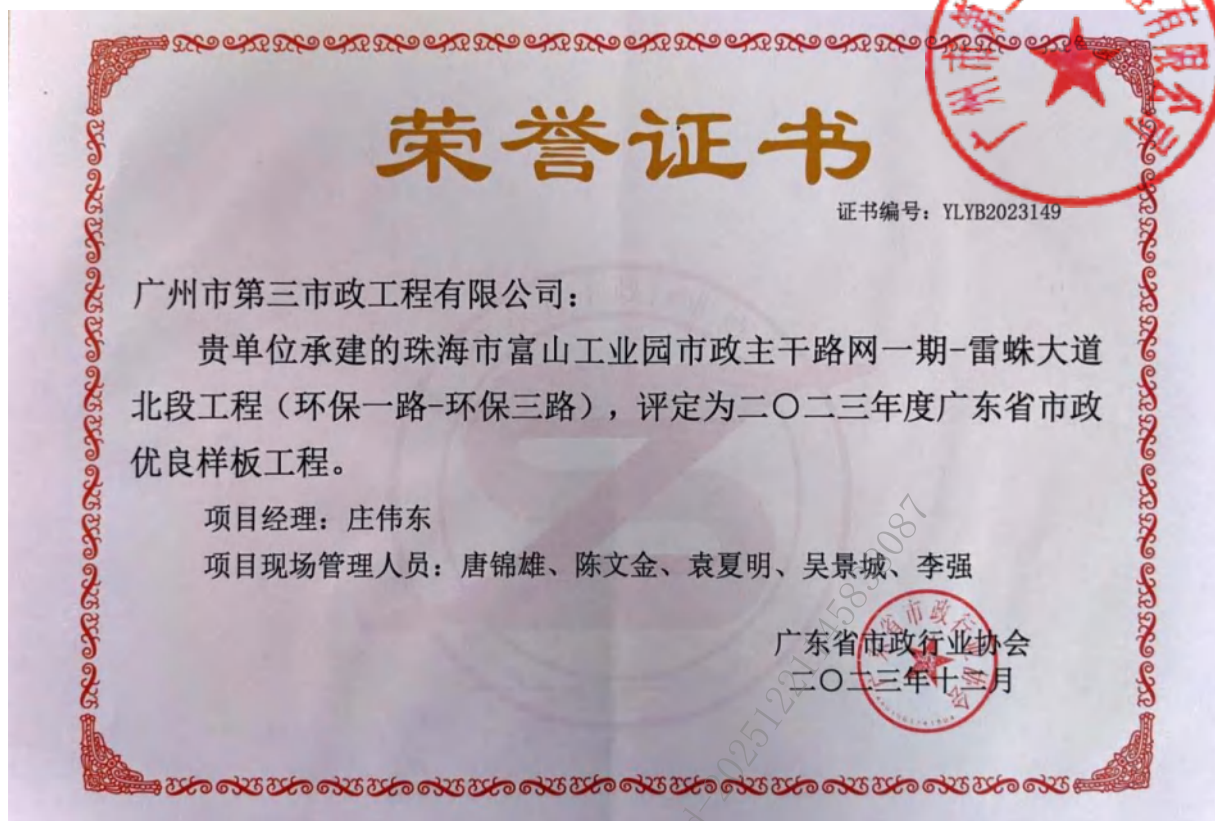 荣誉证书
证书编号：YLYB2023149
广州市第三市政工程有限公司：
贵单位承建的珠海市富山工业园市政主干路网一期-雷蛛大道
北段工程（环保一路-环保三路），评定为二〇二三年度广东省市政
优良样板工程。
项目经理：庄伟东
项目现场管理人员：唐锦雄、陈文金、袁夏明、吴景城、李强
广东省市政行业协会
二〇二三年十二月